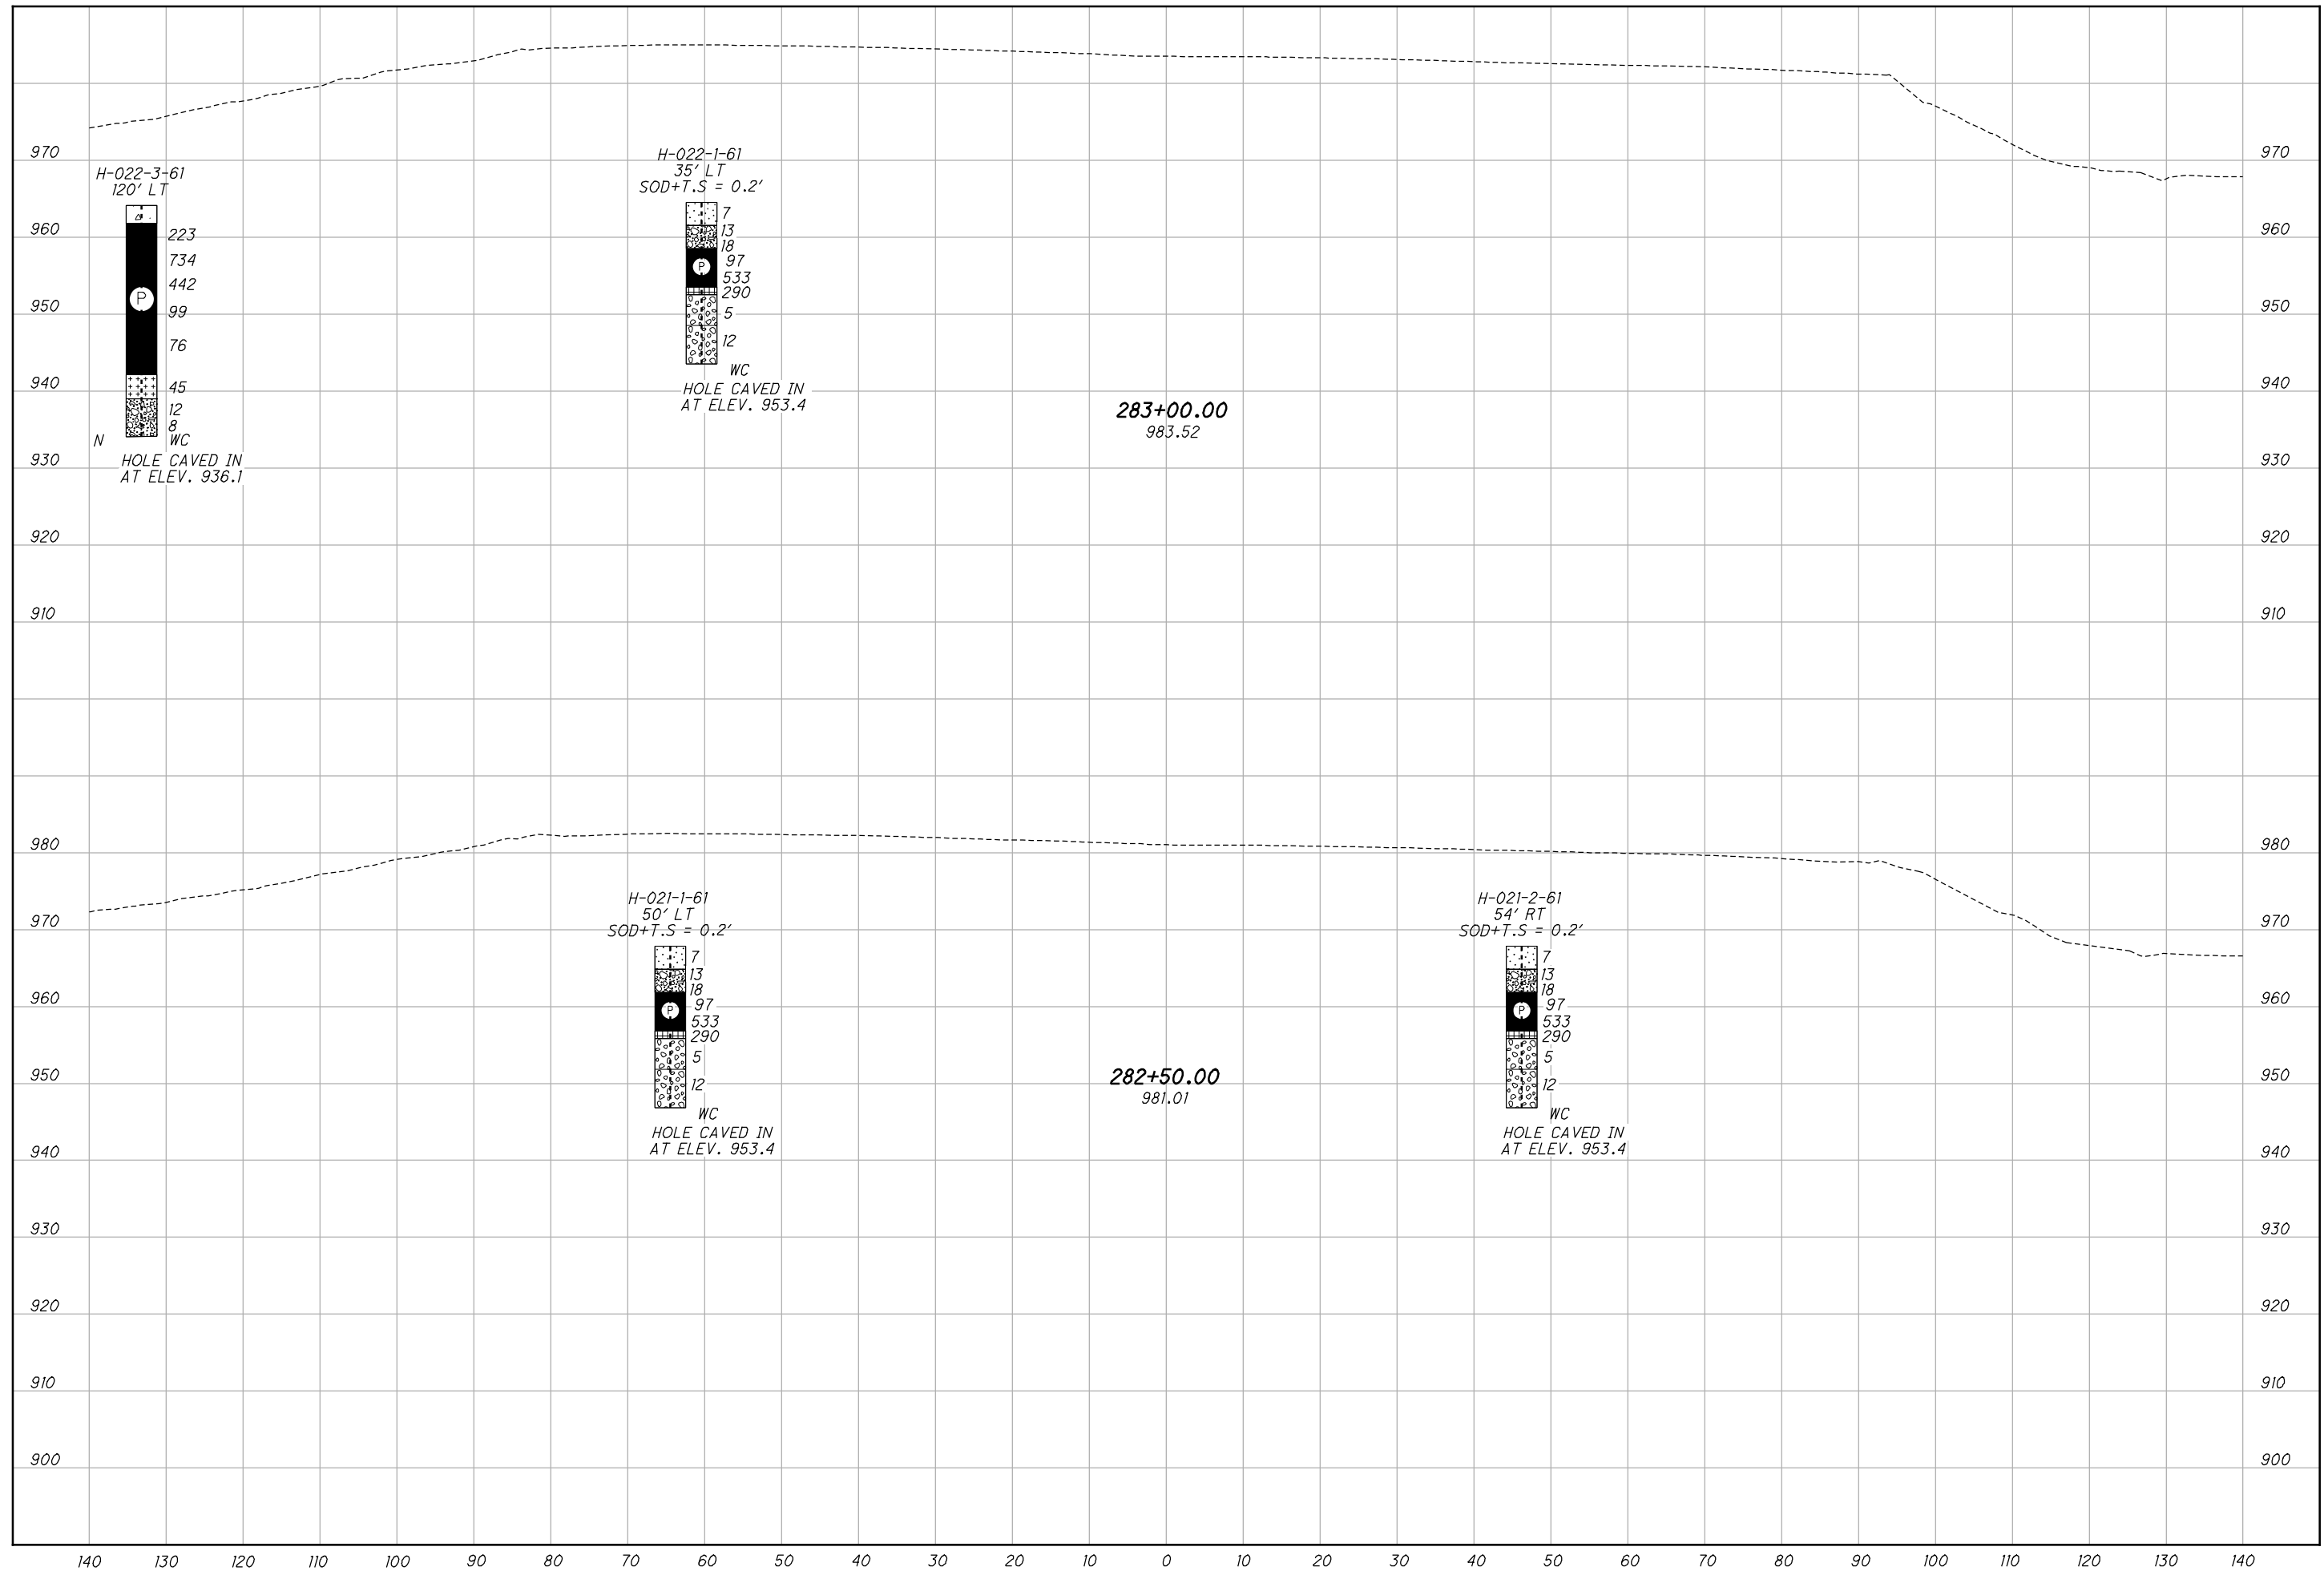 970 970
H-022-3-61
120' LT
223
734
442
99
76
45
12
8
N WC
HOLE CAVED IN
AT ELEV. 936.1
H-022-1-61
35' LT
SOD+T.S = 0.2'
7
13
18
P 97
533
290
5
12
WC
HOLE CAVED IN
AT ELEV. 953.4
P
283+00.00
983.52
960 960
950 950
940 940
930 930
920 920
910 910
980 980
970 970
H-021-1-61
50' LT
SOD+T.S = 0.2'
7
13
18
P 97
533
290
5
12
WC
HOLE CAVED IN
AT ELEV. 953.4
282+50.00
981.01
H-021-2-61
54' RT
SOD+T.S = 0.2'
7
13
18
P 97
533
290
5
12
WC
HOLE CAVED IN
AT ELEV. 953.4
960 960
950 950
940 940
930 930
920 920
910 910
900 900
140 130 120 110 100 90 80 70 60 50 40 30 20 10 0 10 20 30 40 50 60 70 80 90 100 110 120 130 140